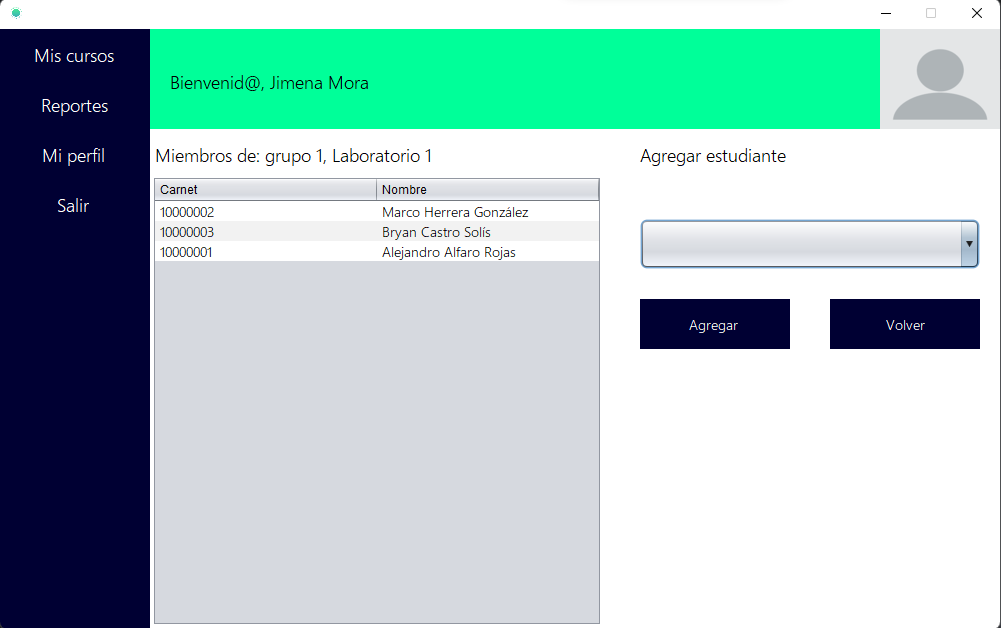 Mis cursos
Reportes
Mi perfil
Salir
Bienvenid@, Jimena Mora
Miembros de: grupo 1, Laboratorio 1
Carnet Nombre
10000002 Marco Herrera González
10000003 Bryan Castro Solís
10000001 Alejandro Alfaro Rojas
Agregar estudiante
Agregar Volver